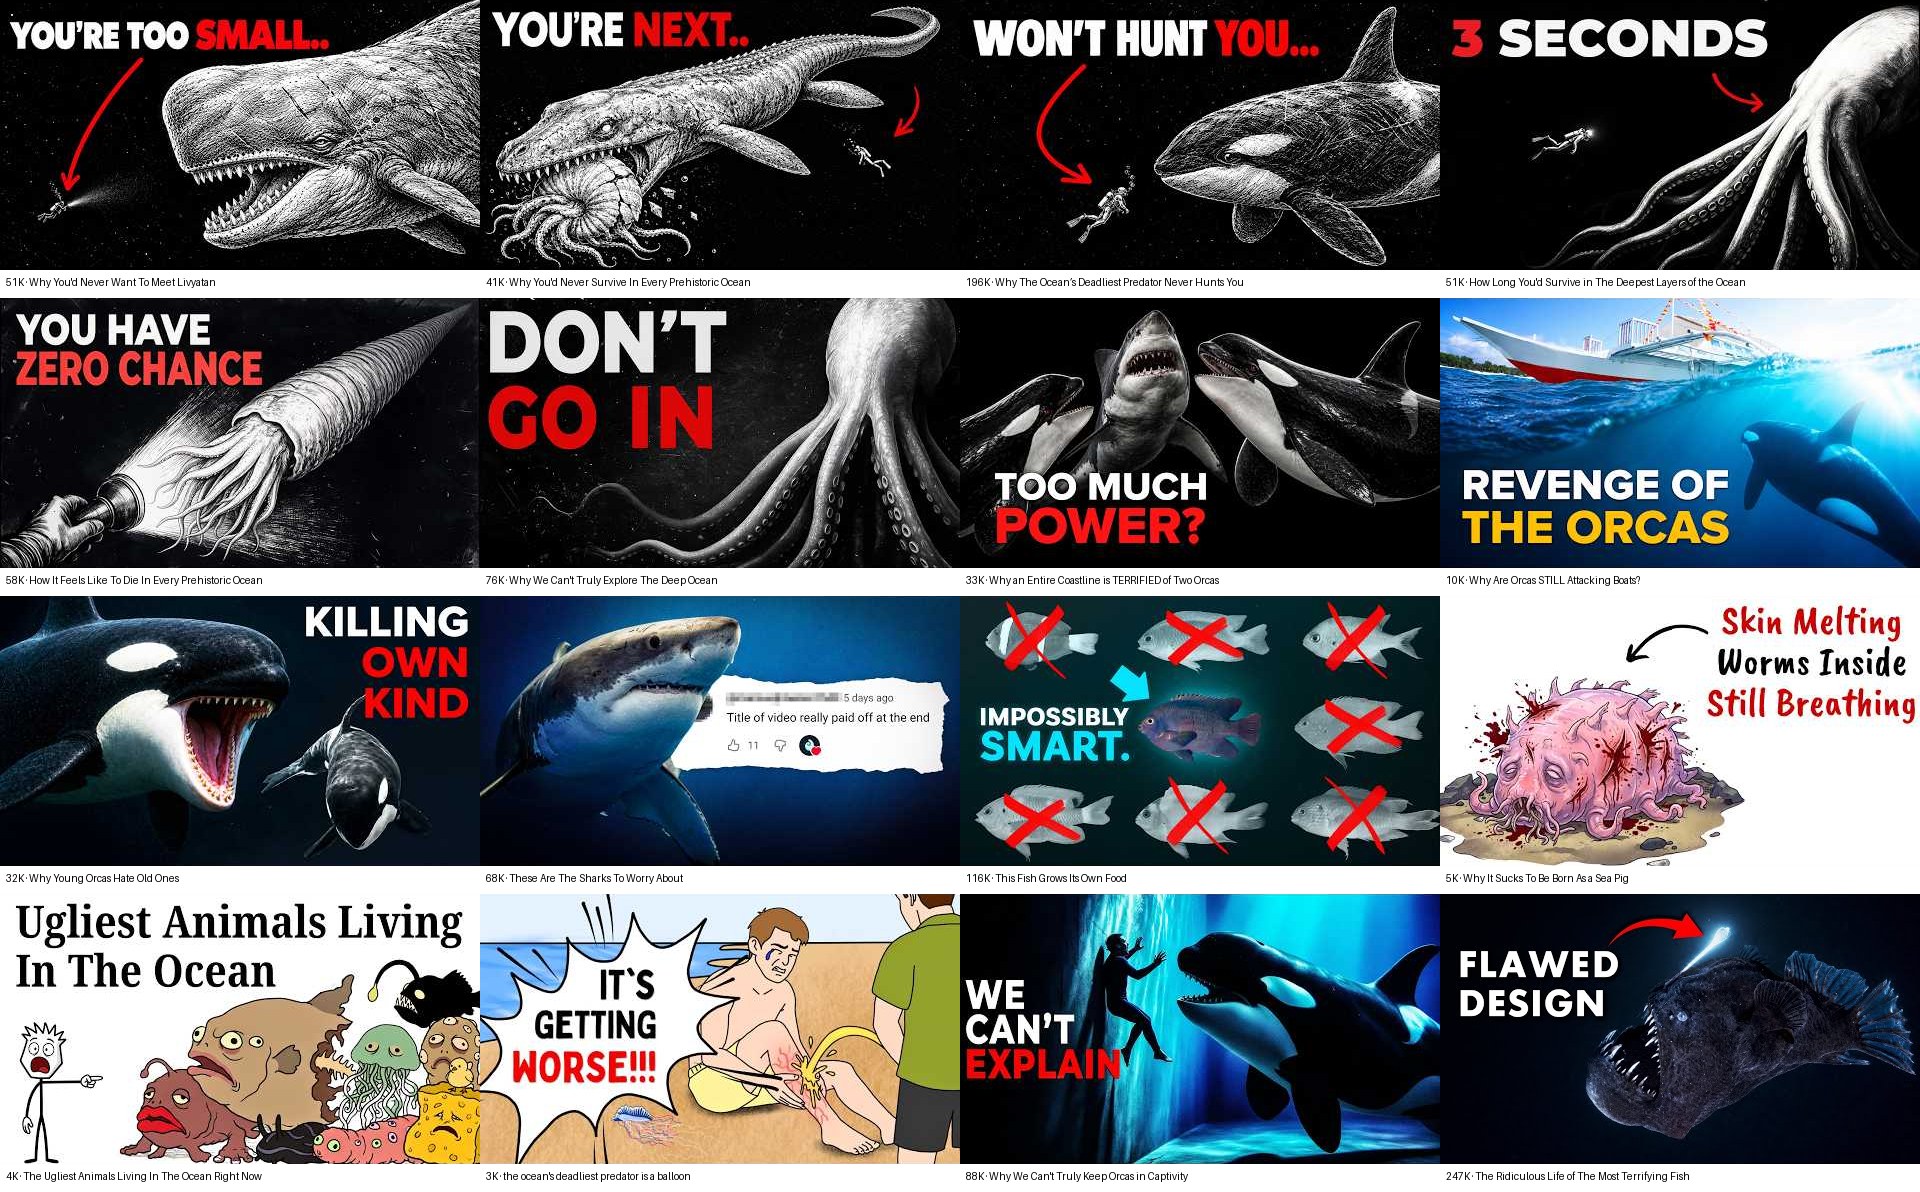 YOU'RE TOO SMALL..
YOU'RE NEXT..
WON'T HUNT YOU...
3 SECONDS
51K · Why You'd Never Want To Meet Livyatan
41K · Why You'd Never Survive In Every Prehistoric Ocean
196K · Why The Ocean's Deadliest Predator Never Hunts You
51K · How Long You'd Survive in The Deepest Layers of the Ocean
YOU HAVE
ZERO CHANCE
DON'T
GO IN
TOO MUCH
POWER?
REVENGE OF
THE ORCAS
58K · How It Feels Like To Die In Every Prehistoric Ocean
76K · Why We Can't Truly Explore The Deep Ocean
33K · Why an Entire Coastline is TERRIFIED of Two Orcas
10K · Why Are Orcas STILL Attacking Boats?
KILLING
OWN
KIND
5 days ago
Title of video really paid off at the end
11
IMPOSSIBLY
SMART.
Skin Melting
Worms Inside
Still Breathing
32K · Why Young Orcas Hate Old Ones
68K · These Are The Sharks To Worry About
116K · This Fish Grows Its Own Food
5K · Why It Sucks To Be Born As a Sea Pig
Ugliest Animals Living
In The Ocean
IT`S
GETTING
WORSE!!!
WE
CAN'T
EXPLAIN
FLAWED
DESIGN
4K · The Ugliest Animals Living In The Ocean Right Now
3K · the ocean's deadliest predator is a balloon
88K · Why We Can't Truly Keep Orcas in Captivity
247K · The Ridiculous Life of The Most Terrifying Fish